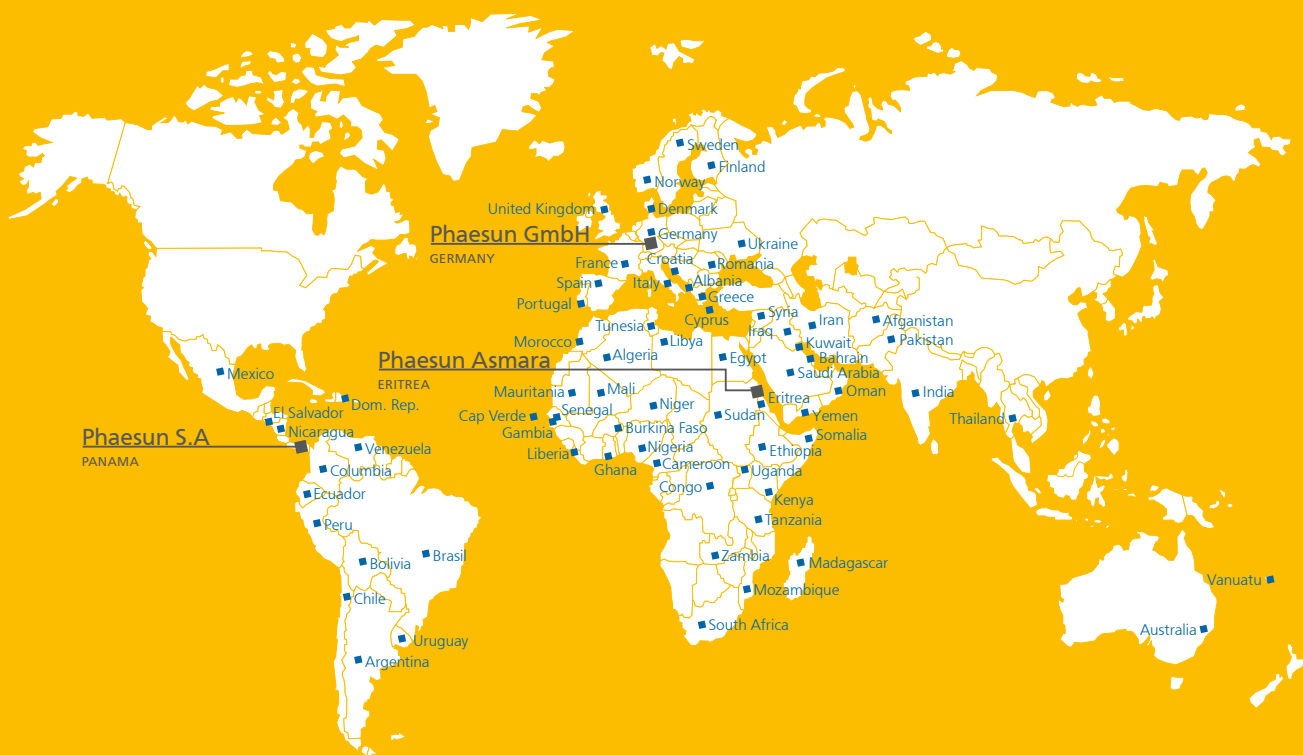 Sweden
Finland
Norway
United Kingdom
Denmark
Phaesun GmbH
GERMANY
Germany
Ukraine
Croatia
France
Romania
Spain
Italy
Albania
Portugal
Greece
Cyprus
Syria
Tunesia
Iraq
Iran
Afganistan
Morocco
Libya
Kuwait
Pakistan
Phaesun Asmara
ERITREA
Algeria
Egypt
Bahrain
Saudi Arabia
Mexico
Mauritania
Mali
Oman
India
Dom. Rep.
Niger
Eritrea
El Salvador
Cap Verde
Senegal
Sudan
Yemen
Thailand
Nicaragua
Gambia
Burkina Faso
Somalia
Phaesun S.A
PANAMA
Venezuela
Liberia
Nigeria
Ethiopia
Columbia
Ghana
Cameroon
Uganda
Ecuador
Congo
Kenya
Peru
Tanzania
Bolivia
Brasil
Zambia
Madagascar
Vanuatu
Chile
Mozambique
South Africa
Australia
Uruguay
Argentina